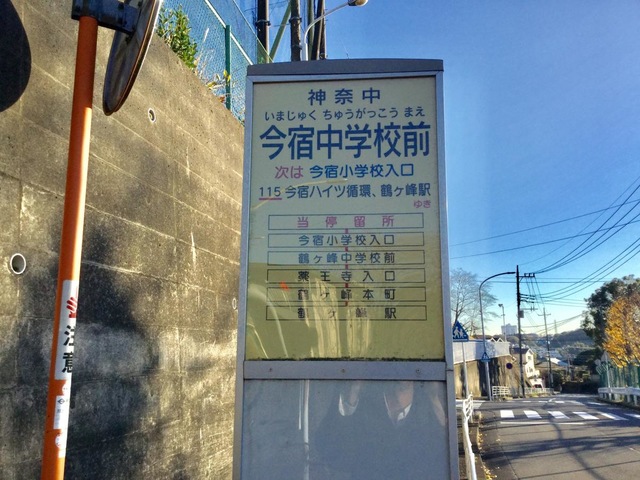 神奈中
いまじゅく ちゅうがっこう まえ
今宿中学校前
次は 今宿小学校入口
115 今宿ハイツ循環、鶴ヶ峰駅
ゆき
当停留所
今宿小学校入口
鶴ヶ峰中学校前
薬王寺入口
鶴ヶ峰本町
鶴ヶ峰駅
注意